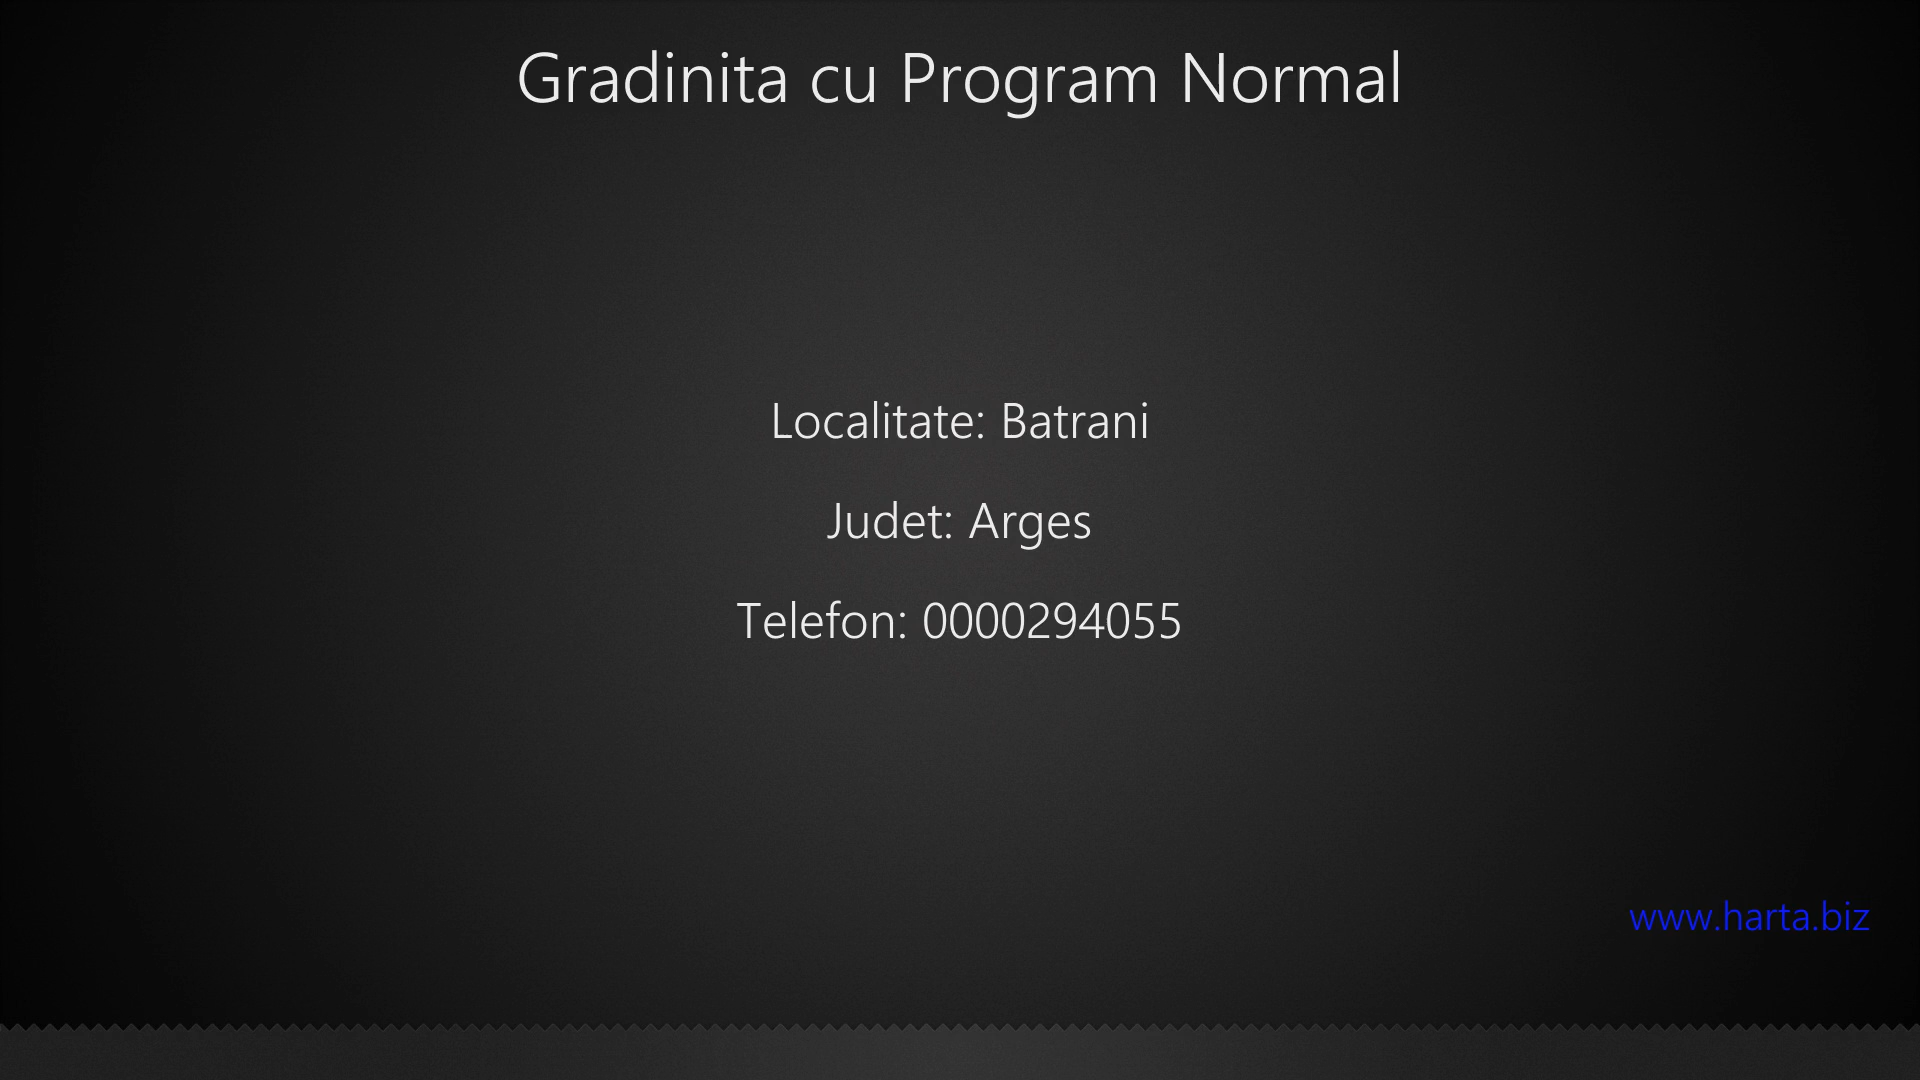 Gradinita cu Program Normal
Localitate: Batrani
Judet: Arges
Telefon: 0000294055
www.harta.biz